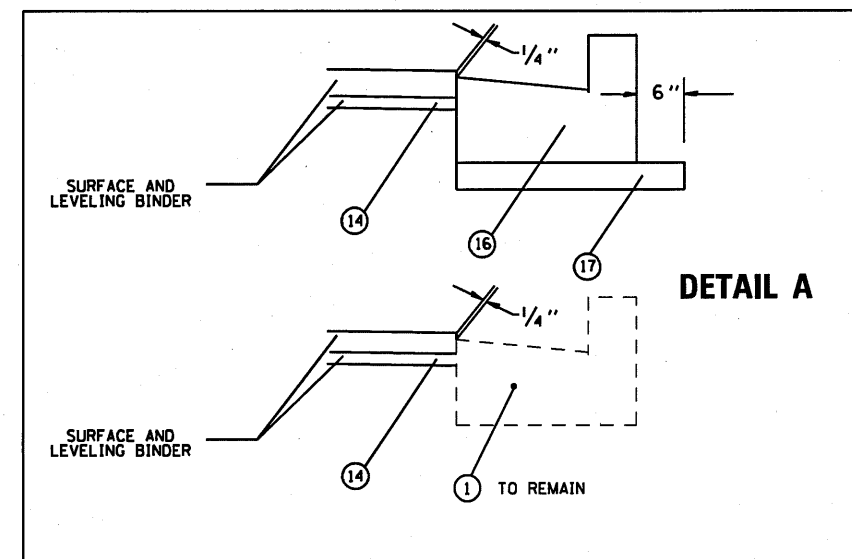 1/4"
6"
SURFACE AND
LEVELING BINDER
14
16
17
DETAIL A
1/4"
SURFACE AND
LEVELING BINDER
14
1 TO REMAIN